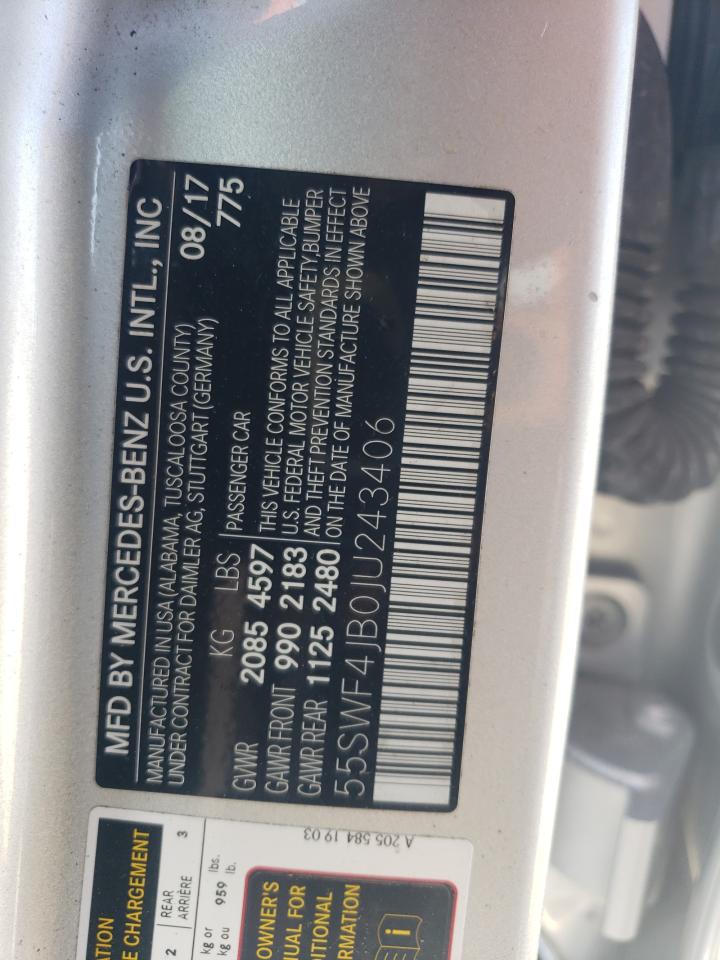 MFD BY MERCEDES-BENZ U.S. INTL., INC
MANUFACTURED IN USA (ALABAMA, TUSCALOOSA COUNTY)
UNDER CONTRACT FOR DAIMLER AG, STUTTGART (GERMANY)
08/17
775
KG LBS
GVWR 2085 4597
GAWR FRONT 990 2183
GAWR REAR 1125 2480
PASSENGER CAR
THIS VEHICLE CONFORMS TO ALL APPLICABLE
U.S. FEDERAL MOTOR VEHICLE SAFETY,BUMPER
AND THEFT PREVENTION STANDARDS IN EFFECT
ON THE DATE OF MANUFACTURE SHOWN ABOVE
55SWF4JB0JU243406
A 205 584 19 03
ATION
E CHARGEMENT
2 REAR 3
ARRIÈRE
kg or 959 lbs.
kg ou lb.
OWNER'S
UAL FOR
ITIONAL
RMATION